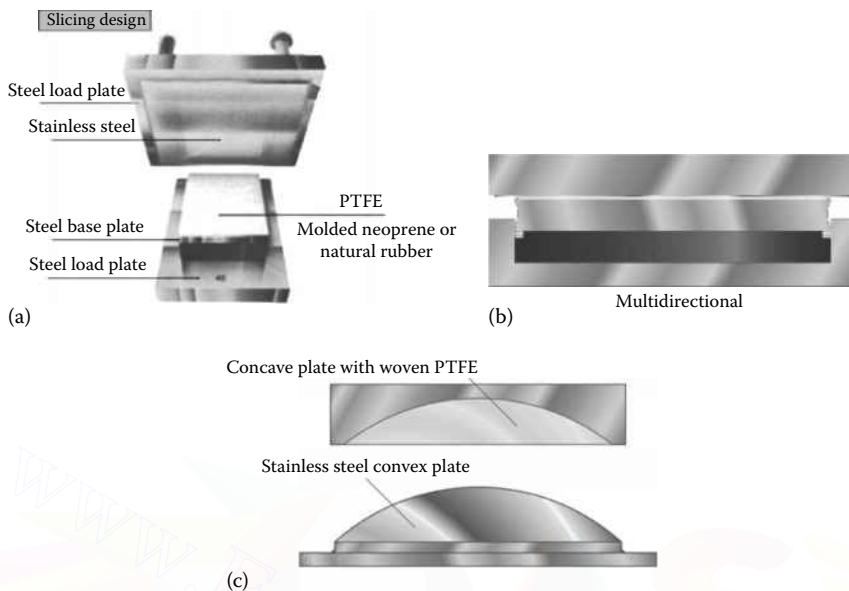 Slicing design
Steel load plate
Stainless steel
PTFE
Steel base plate
Molded neoprene or
natural rubber
Steel load plate
(a)
Multidirectional
(b)
Concave plate with woven PTFE
Stainless steel convex plate
(c)